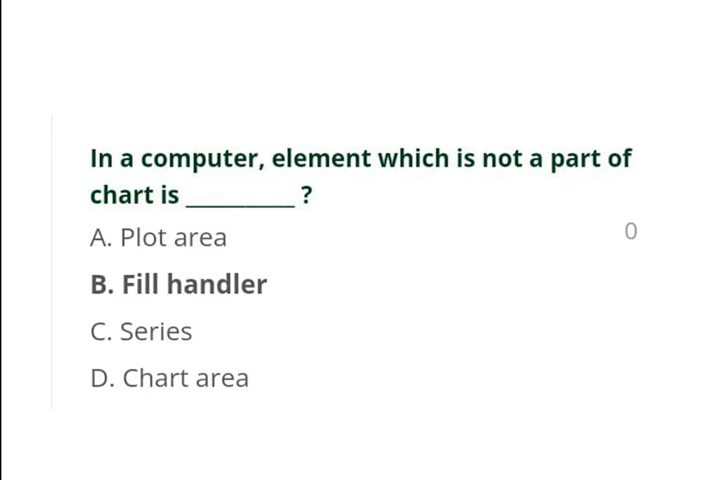 In a computer, element which is not a part of
chart is _________ ?
A. Plot area
0
B. Fill handler
C. Series
D. Chart area